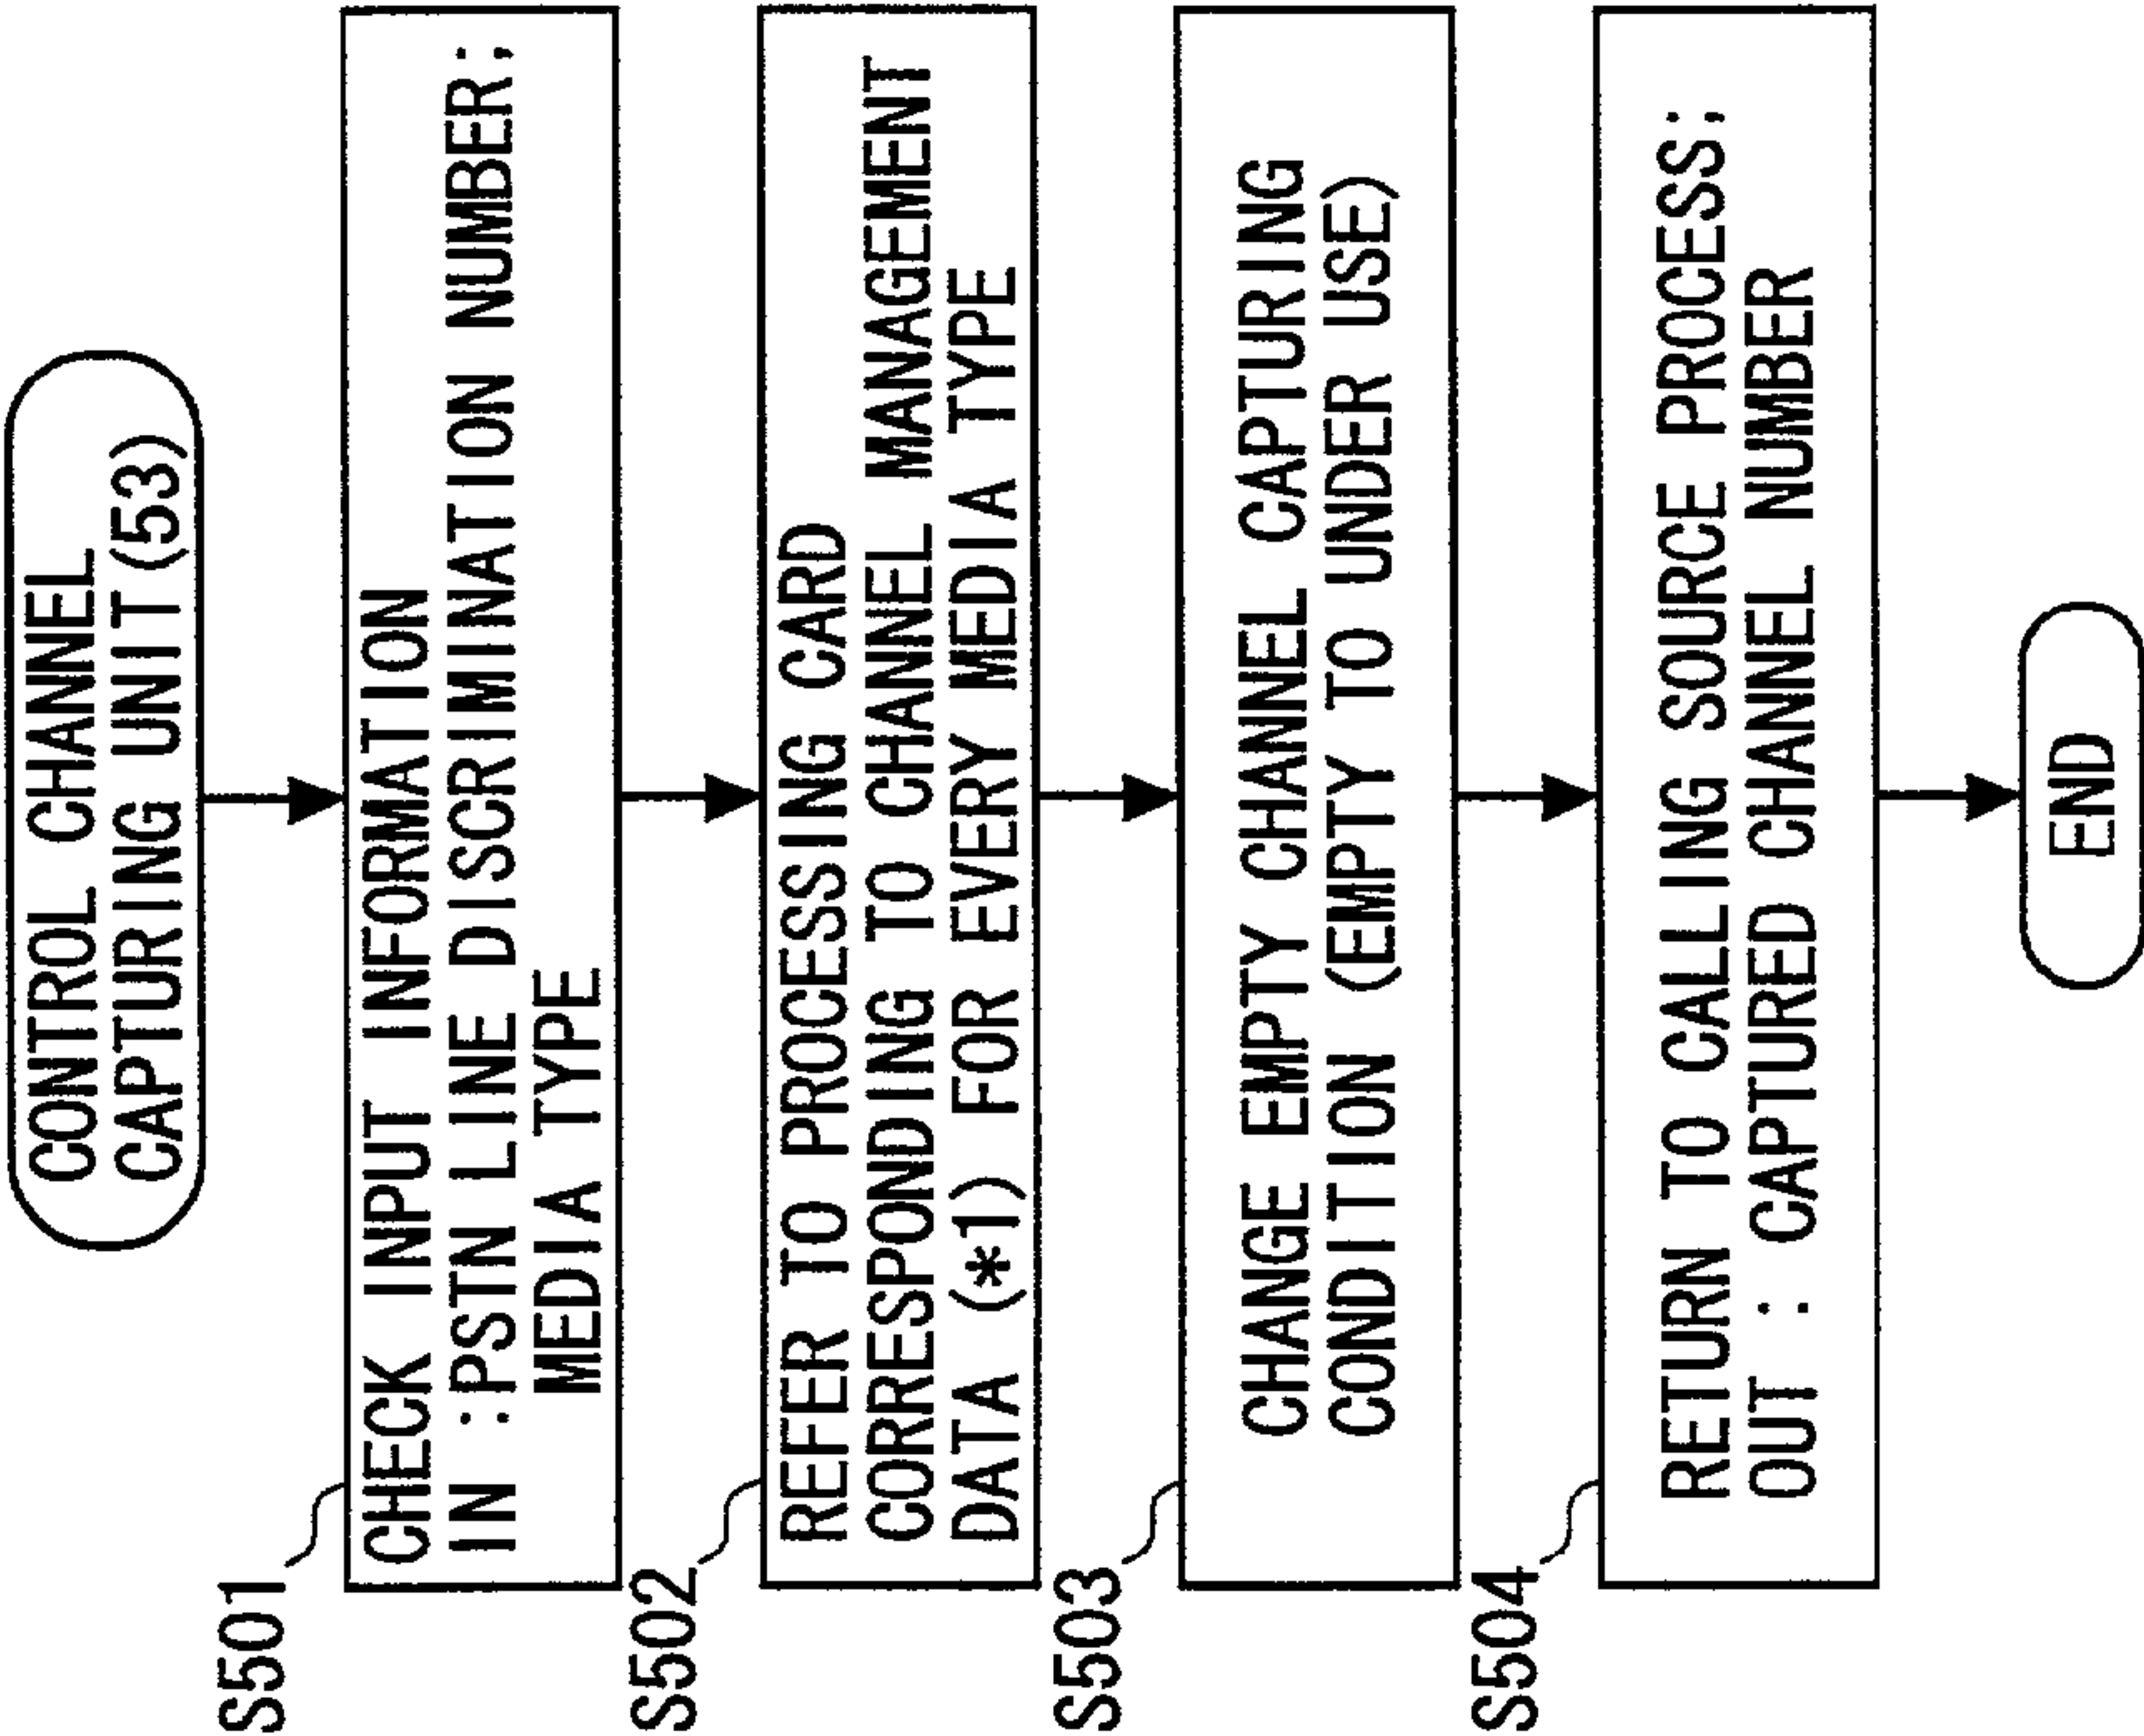 CONTROL CHANNEL
CAPTURING UNIT(53)
S501
CHECK INPUT INFORMATION
IN :PSTN LINE DISCRIMINATION NUMBER;
MEDIA TYPE
S502
REFER TO PROCESSING CARD
CORRESPONDING TO CHANNEL MANAGEMENT
DATA (*1) FOR EVERY MEDIA TYPE
S503
CHANGE EMPTY CHANNEL CAPTURING
CONDITION (EMPTY TO UNDER USE)
S504
RETURN TO CALLING SOURCE PROCESS;
OUT : CAPTURED CHANNEL NUMBER
END